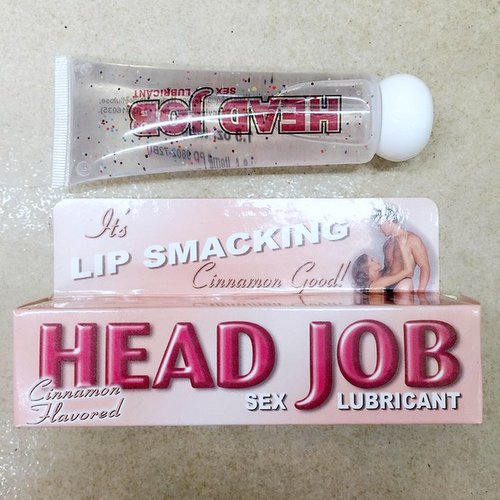 HEAD JOB
SEX LUBRICANT
It's
LIP SMACKING
Cinnamon Good!
HEAD JOB
Cinnamon
Flavored
SEX LUBRICANT